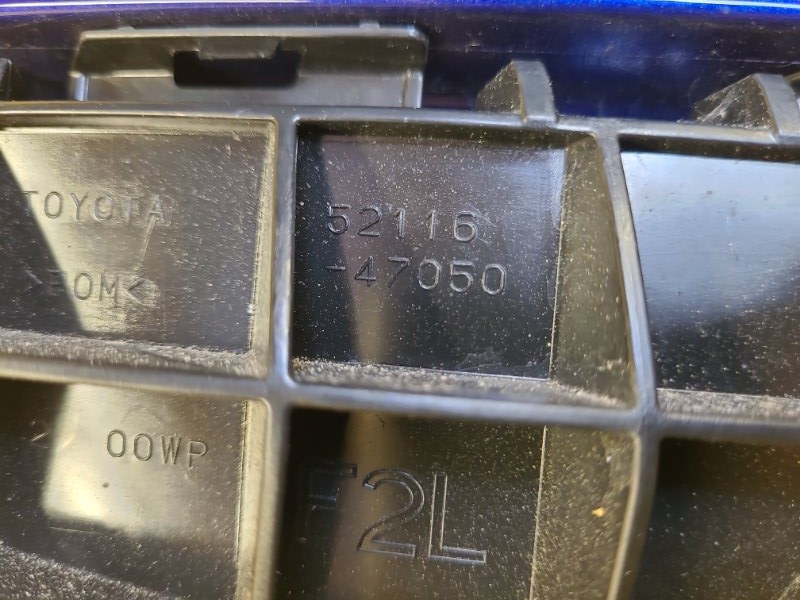 TOYOTA
>POM<
52116
-47050
00WP
F2L